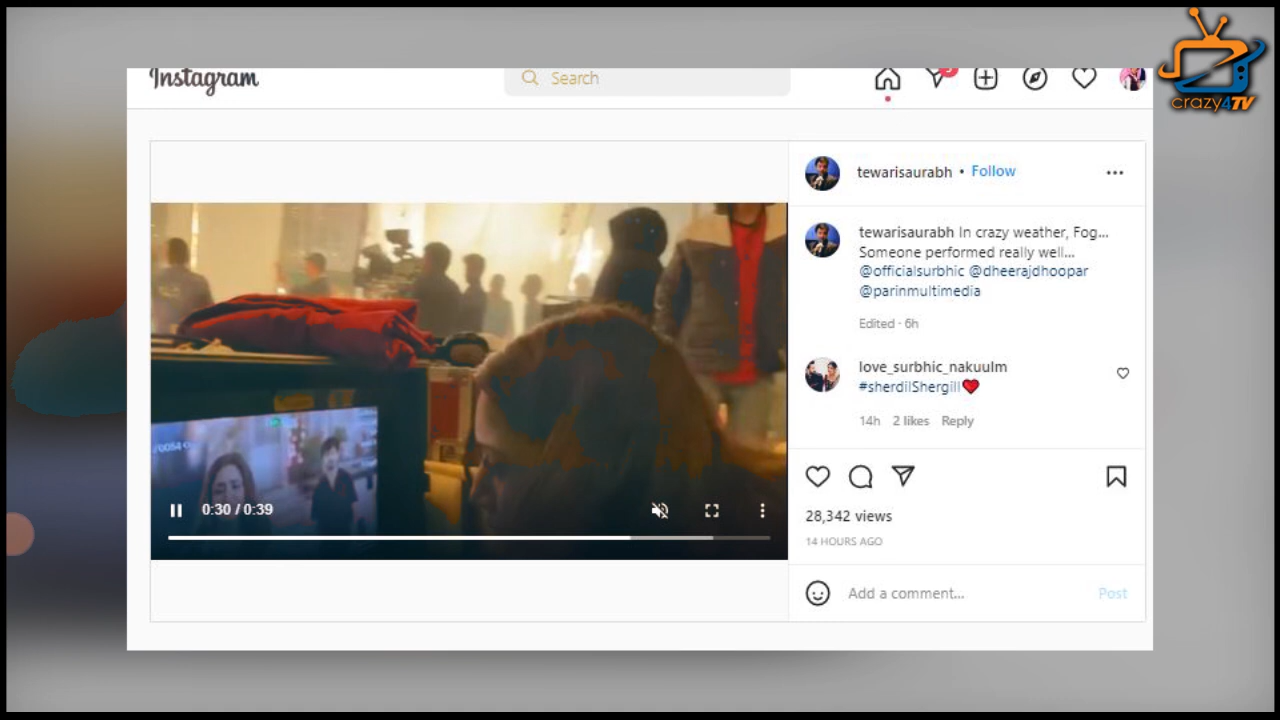 Instagram
Search
crazy4TV
tewarisaurabh • Follow
tewarisaurabh In crazy weather, Fog...
Someone performed really well...
@officialsurbhic @dheerajdhoopar
@parinmultimedia
Edited · 6h
love_surbhic_nakuulm
#sherdilShergill❤️
14h 2 likes Reply
0:30 / 0:39
28,342 views
14 HOURS AGO
Add a comment... Post